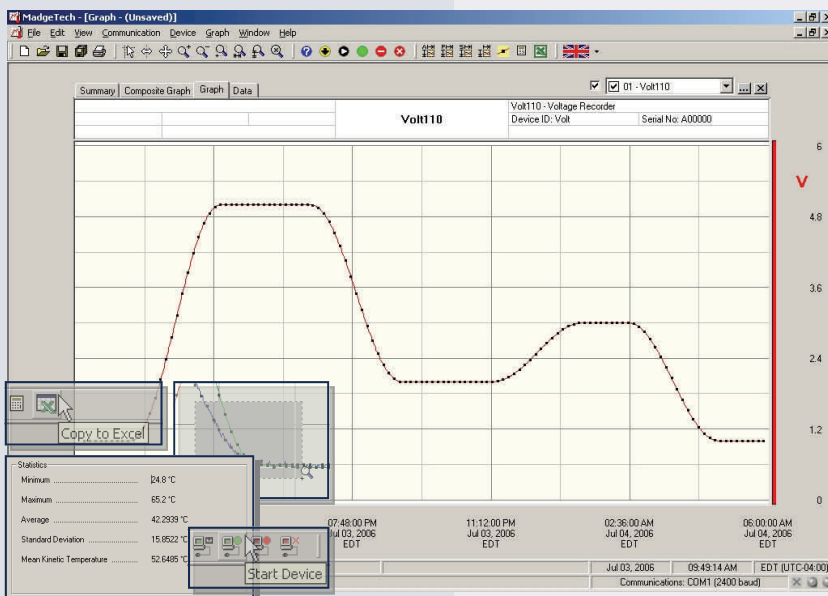 MadgeTech - [Graph - (Unsaved)]
File Edit View Communication Device Graph Window Help
Summary Composite Graph Graph Data
01 - Volt110
Volt110
Volt110 - Voltage Recorder
Device ID: Volt
Serial No: A00000
6
V
4.8
3.6
2.4
1.2
0
Copy to Excel
Statistics
Minimum 24.8 °C
Maximum 65.2 °C
Average 42.2939 °C
Standard Deviation 15.8522 °C
Mean Kinetic Temperature 52.6485 °C
Start Device
07:48:00 PM
Jul 03, 2006
EDT
11:12:00 PM
Jul 03, 2006
EDT
02:36:00 AM
Jul 04, 2006
EDT
06:00:00 AM
Jul 04, 2006
EDT
Jul 03, 2006 09:49:14 AM EDT (UTC-04:00)
Communications: COM1 (2400 baud)